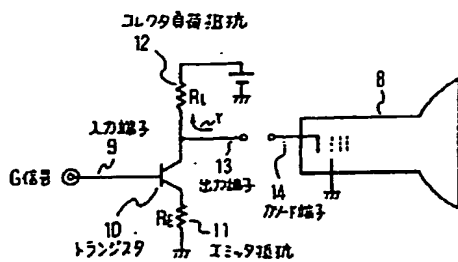 コレクタ負荷抵抗
12
RL
r
8
入力端子
9
G信号
13
出力端子
14
カソード端子
10
トランジスタ
RE
11
エミッタ抵抗